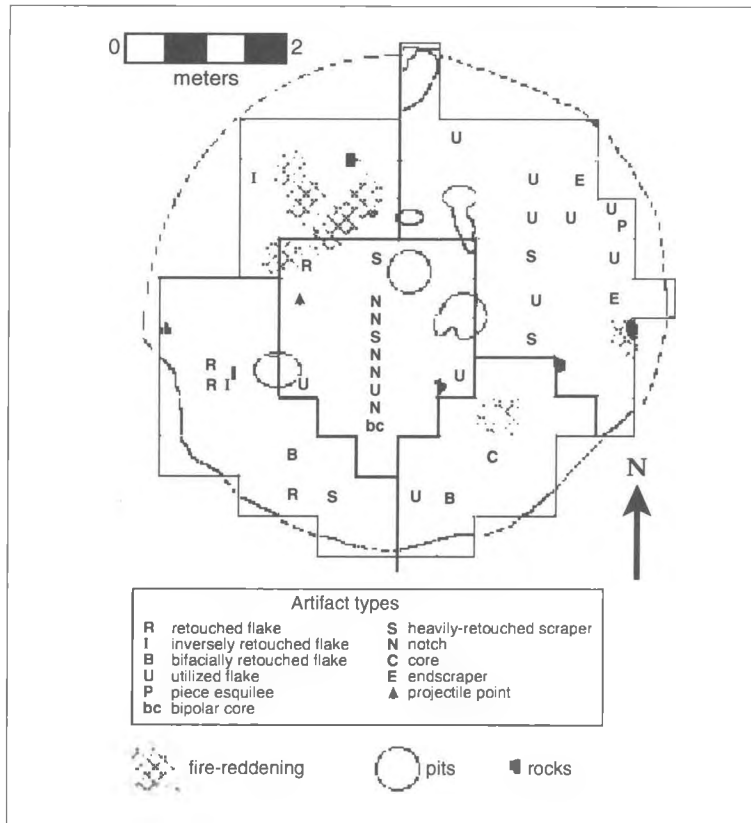 0 2
meters
U
I
U E
U U U
P
R S S U
N U E
N
S S
N
R N U
R I U U
N
bc
B C
R S U B
N
Artifact types
R retouched flake
I inversely retouched flake
B bifacially retouched flake
U utilized flake
P piece esquilee
bc bipolar core
S heavily-retouched scraper
N notch
C core
E endscraper
projectile point
fire-reddening
pits
rocks